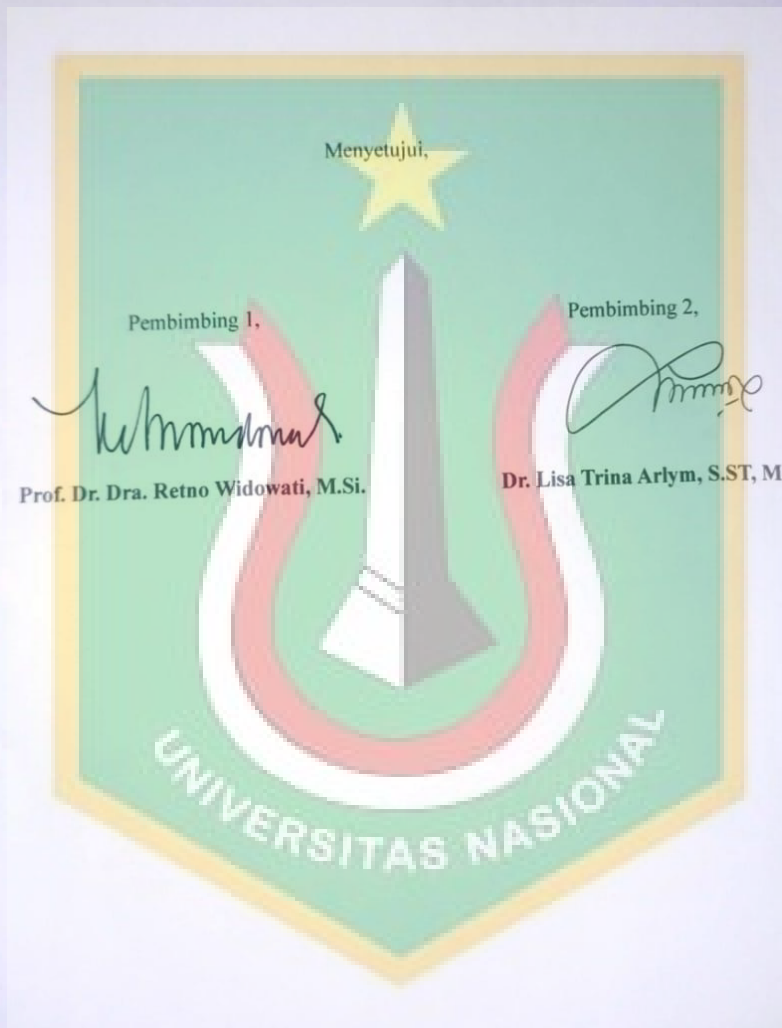 Menyetujui,
Pembimbing 1,
Pembimbing 2,
Prof. Dr. Dra. Retno Widowati, M.Si.
Dr. Lisa Trina Arlym, S.ST, M
UNIVERSITAS NASIONAL